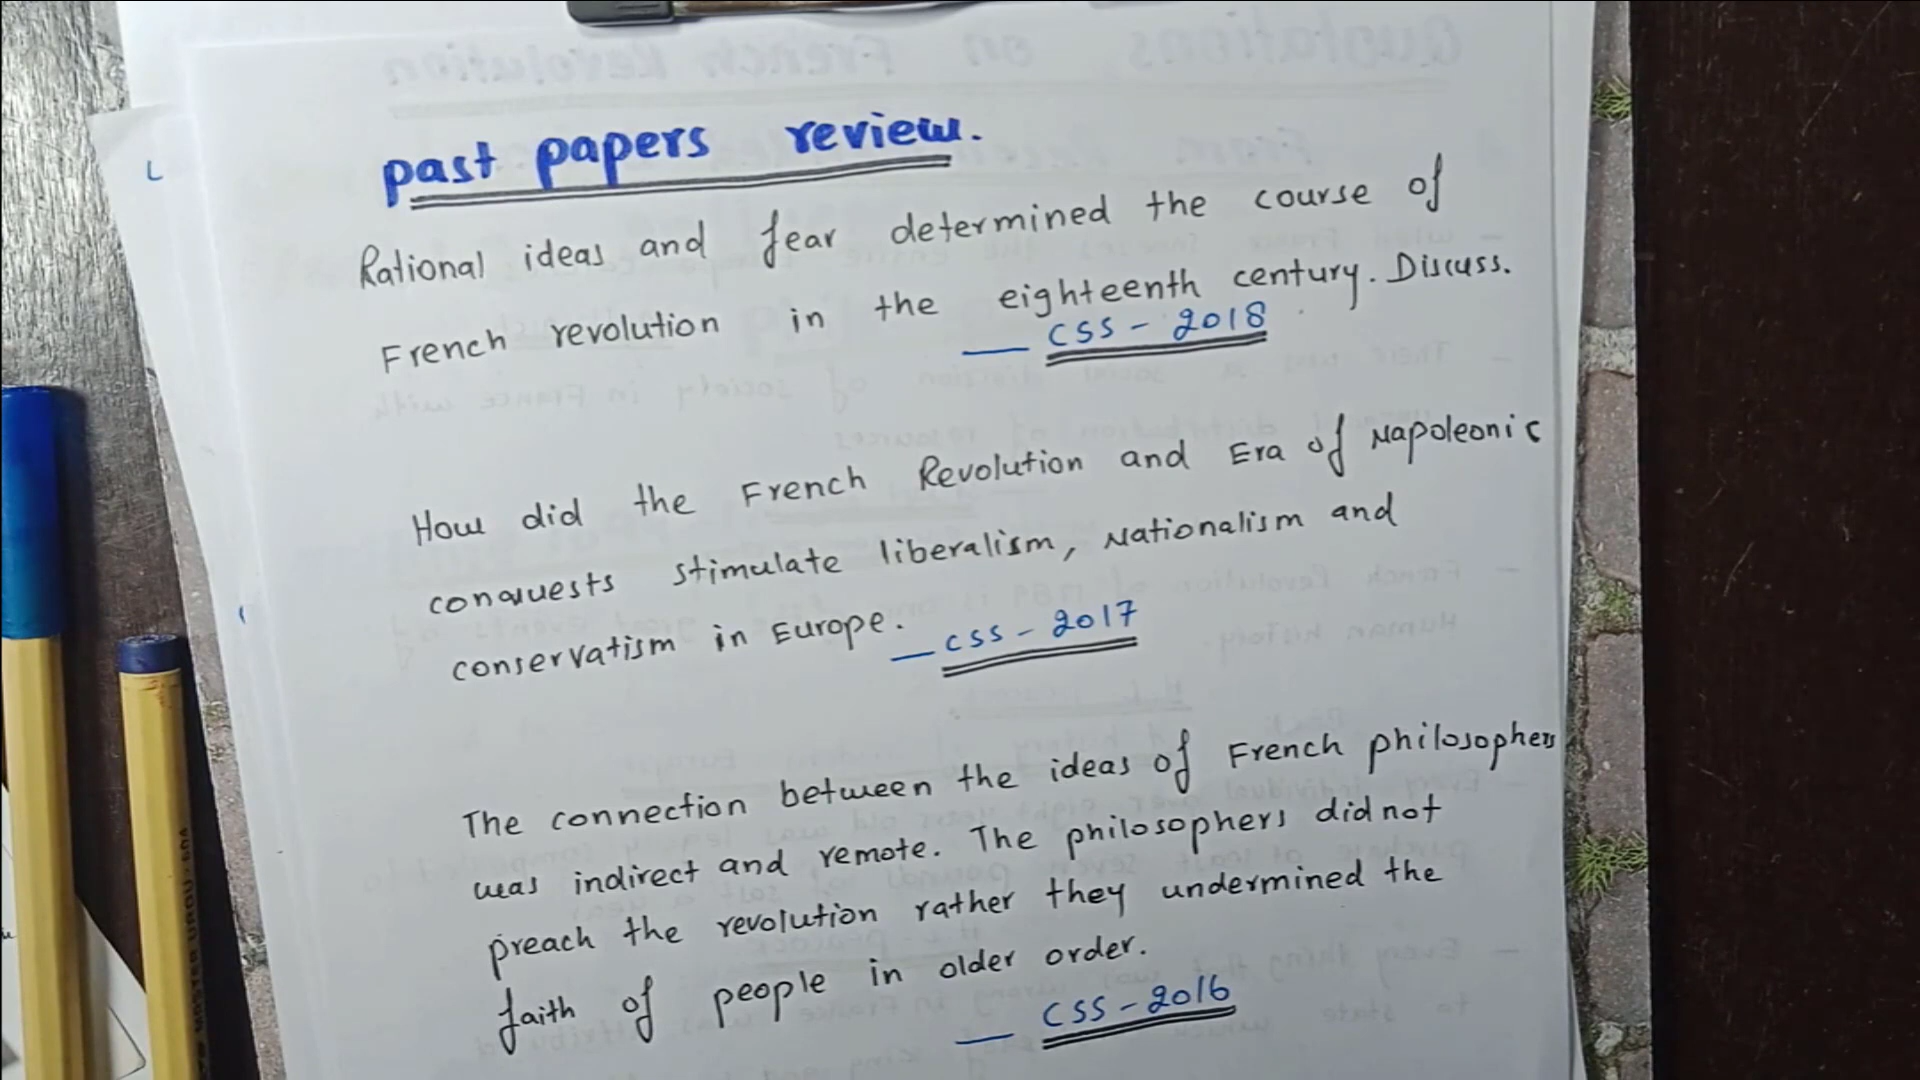 past papers review.
Rational ideas and fear determined the course of
French revolution in the eighteenth century. Discuss.
— CSS - 2018
How did the French Revolution and Era of Napoleonic
conquests stimulate liberalism, Nationalism and
conservatism in Europe.
— CSS - 2017
The connection between the ideas of French philosophers
was indirect and remote. The philosophers did not
preach the revolution rather they undermined the
faith of people in older order.
— CSS - 2016